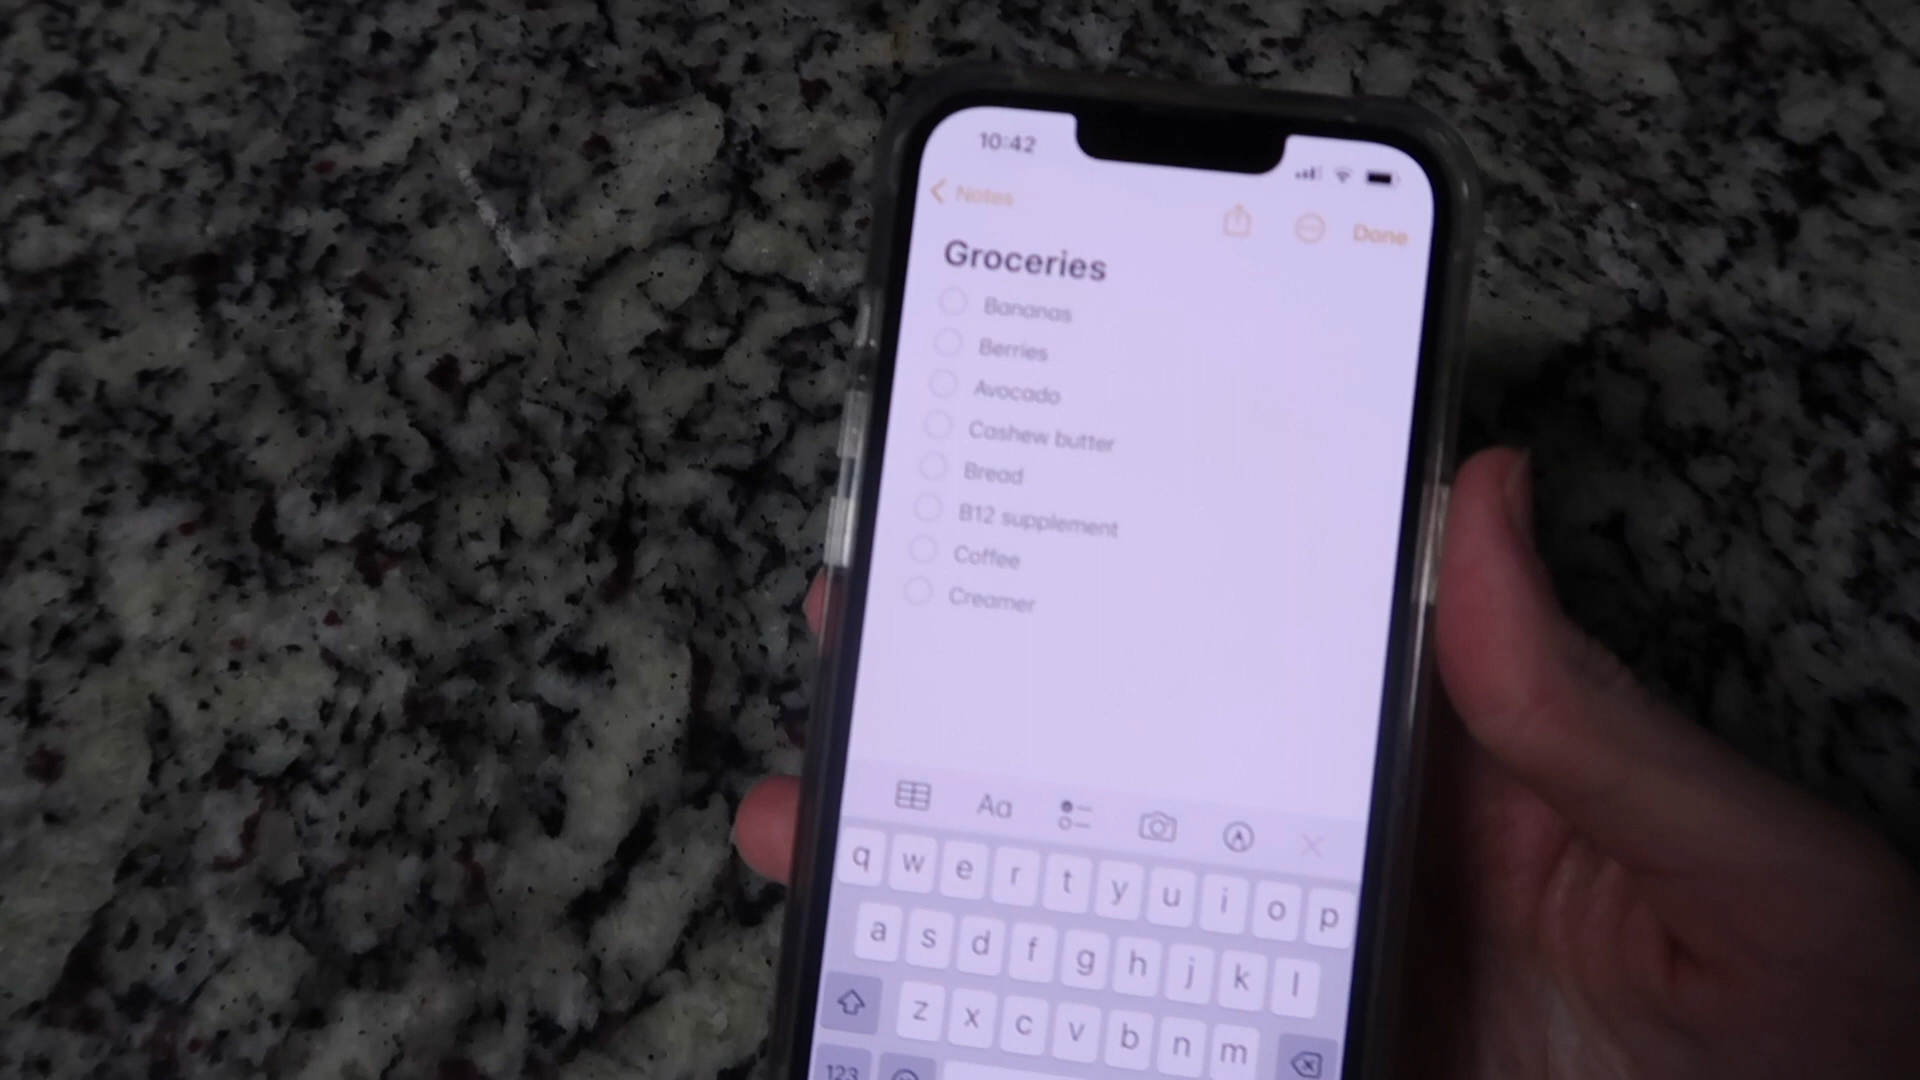 10:42
Notes
Done
Groceries
Bananas
Berries
Avocado
Cashew butter
Bread
B12 supplement
Coffee
Creamer
Aa
q w e r t y u i o p
a s d f g h j k l
z x c v b n m
123